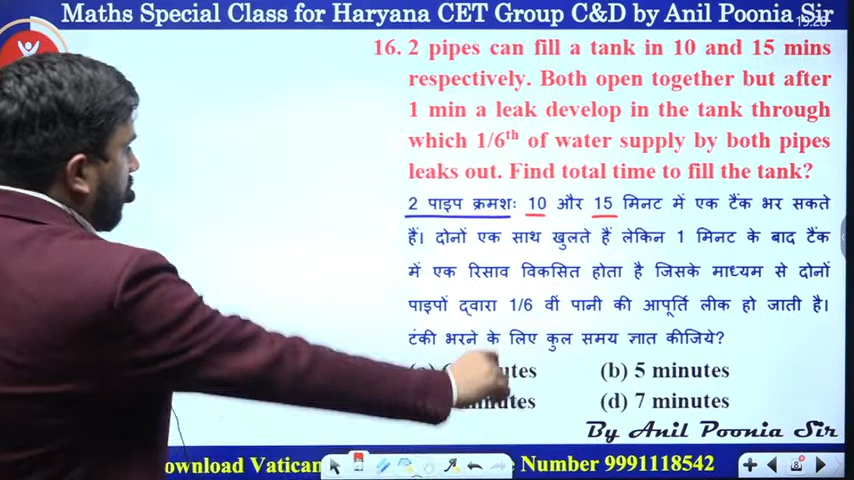 Maths Special Class for Haryana CET Group C&D by Anil Poonia Sir
16. 2 pipes can fill a tank in 10 and 15 mins
respectively. Both open together but after
1 min a leak develop in the tank through
which 1/6th of water supply by both pipes
leaks out. Find total time to fill the tank?
2 पाइप क्रमशः 10 और 15 मिनट में एक टैंक भर सकते
हैं। दोनों एक साथ खुलते हैं लेकिन 1 मिनट के बाद टैंक
में एक रिसाव विकसित होता है जिसके माध्यम से दोनों
पाइपों द्वारा 1/6 वीं पानी की आपूर्ति लीक हो जाती है।
टंकी भरने के लिए कुल समय ज्ञात कीजिये?
(b) 5 minutes
(d) 7 minutes
By Anil Poonia Sir
Number 9991118542